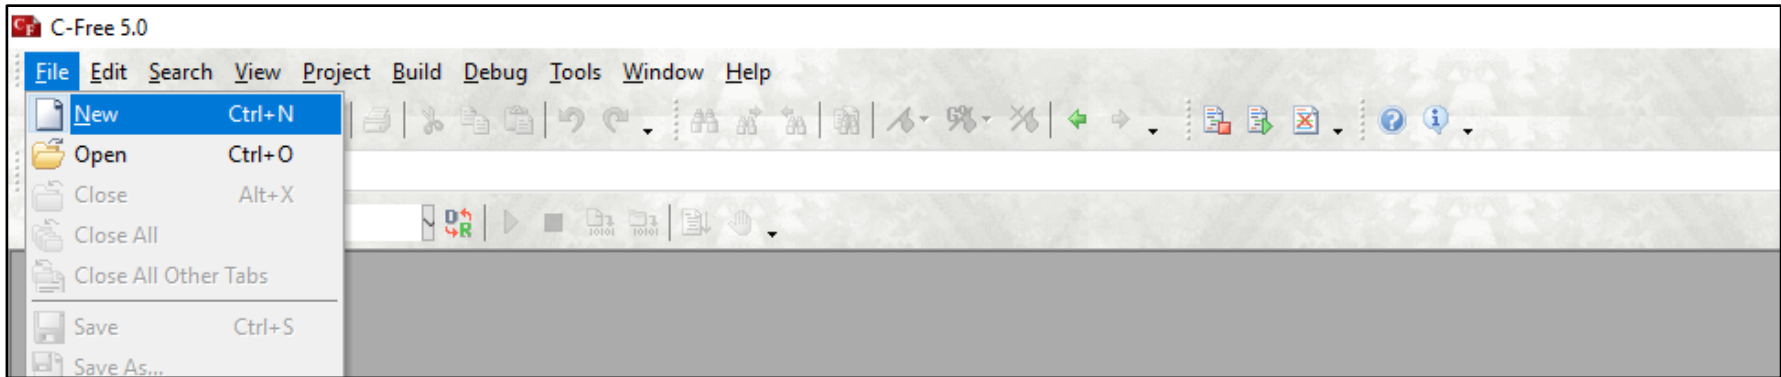 C-Free 5.0
File Edit Search View Project Build Debug Tools Window Help
New Ctrl+N
Open Ctrl+O
Close Alt+X
Close All
Close All Other Tabs
Save Ctrl+S
Save As...